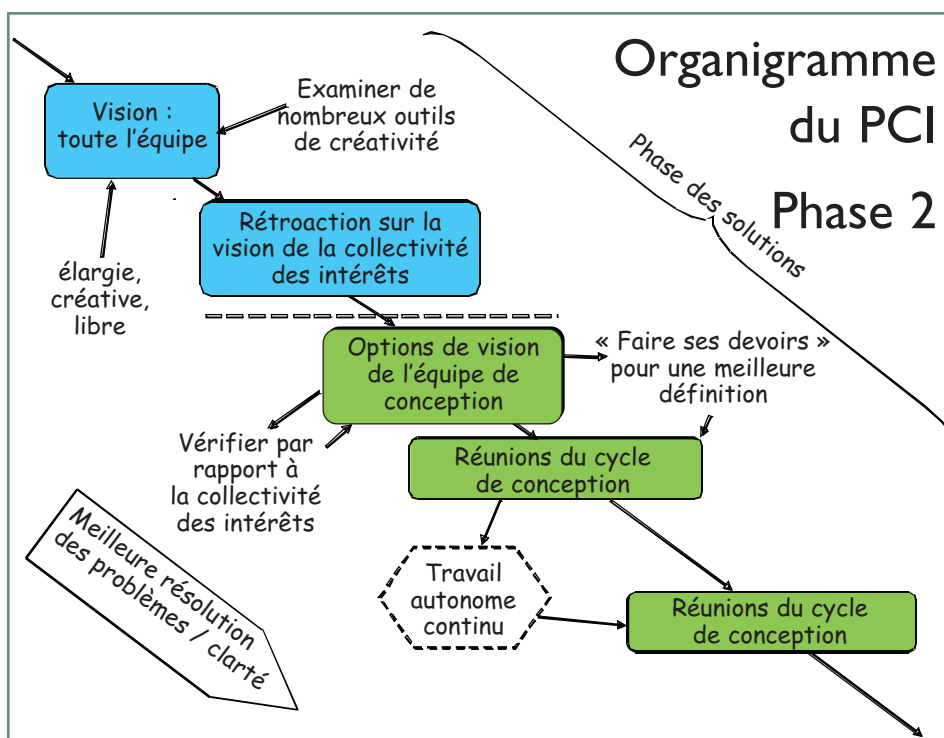 Organigramme
du PCI
Phase 2
Vision :
toute l'équipe
Examiner de
nombreux outils
de créativité
Phase des solutions
Rétroaction sur la
vision de la collectivité
des intérêts
élargie,
créative,
libre
Options de vision
de l'équipe de
conception
« Faire ses devoirs »
pour une meilleure
définition
Vérifier par
rapport à
la collectivité
des intérêts
Réunions du cycle
de conception
Meilleure résolution
des problèmes / clarté
Travail
autonome
continu
Réunions du cycle
de conception